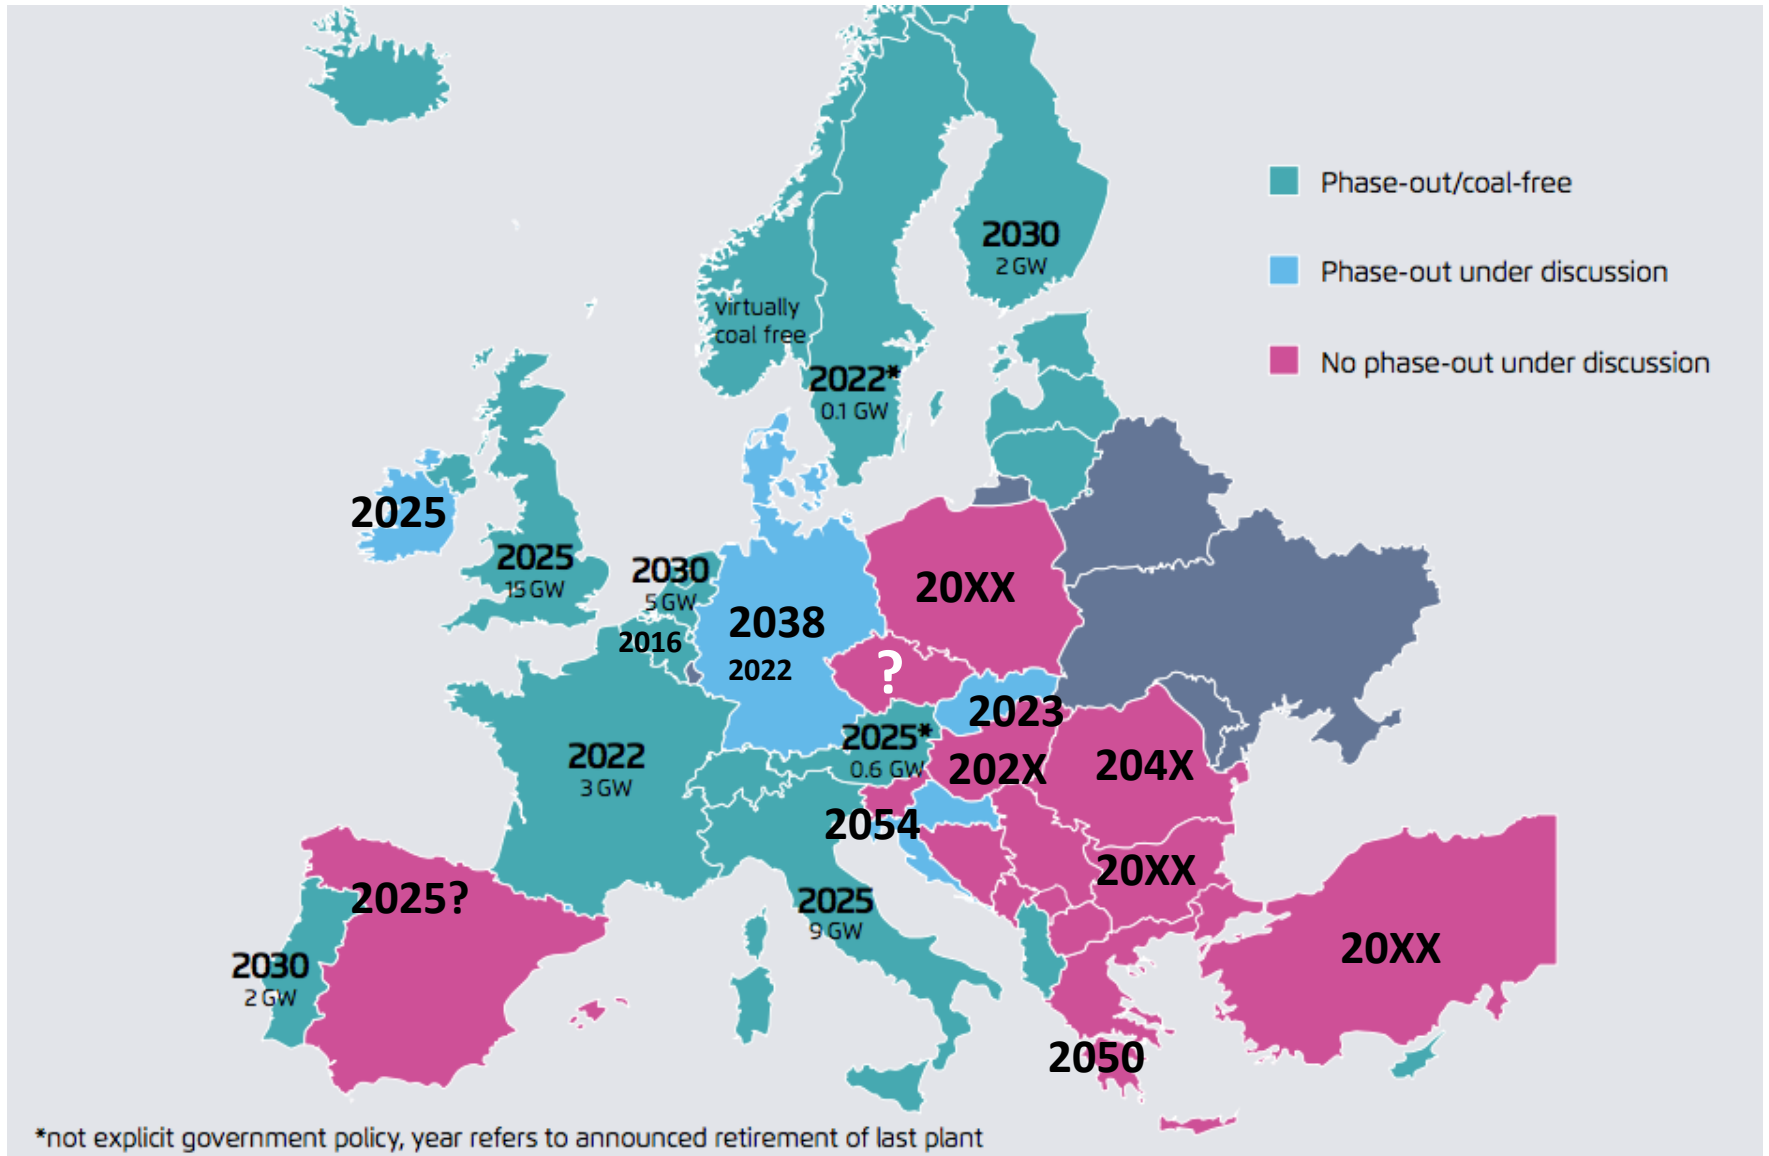 Phase-out/coal-free
2030
2 GW
Phase-out under discussion
virtually
coal free
No phase-out under discussion
2022*
0.1 GW
2025
2025
15 GW
2030
5 GW
20XX
2038
2016
2022
?
2023
2025*
0.6 GW
202X
204X
2022
3 GW
2054
20XX
2025?
2025
9 GW
20XX
2030
2 GW
2050
*not explicit government policy, year refers to announced retirement of last plant